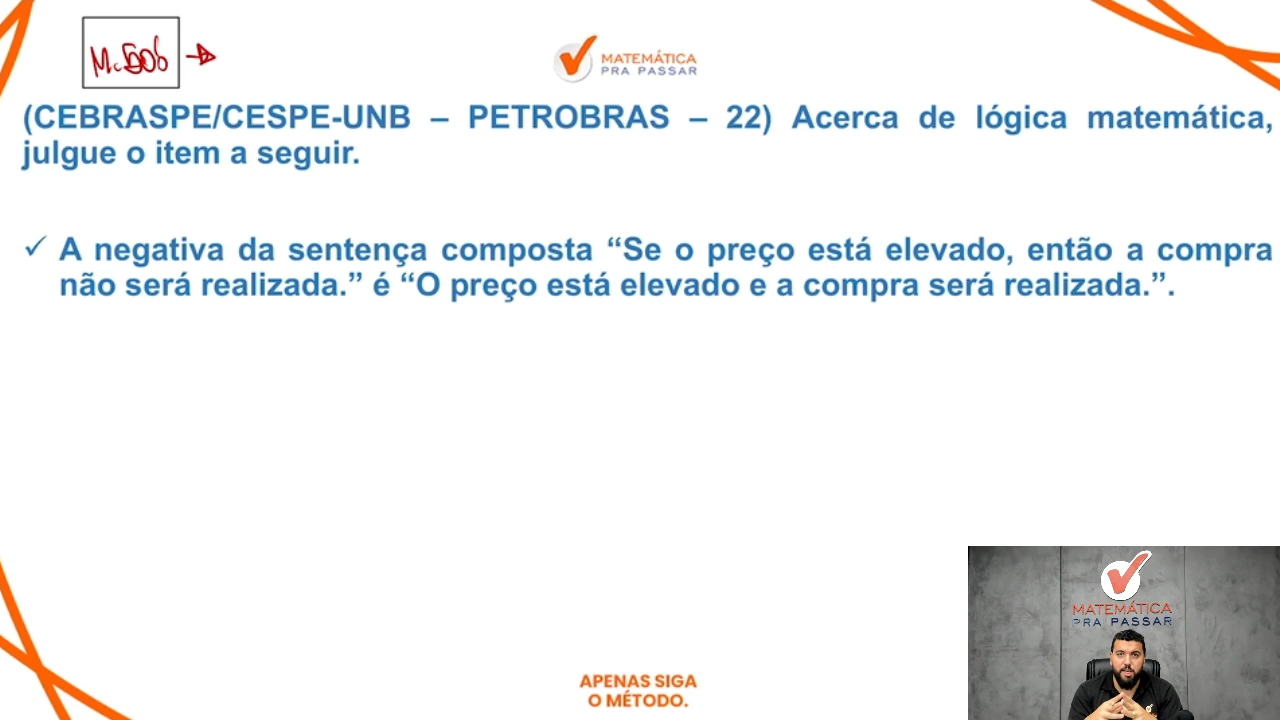 MATEMÁTICA
PRA PASSAR
(CEBRASPE/CESPE-UNB – PETROBRAS – 22) Acerca de lógica matemática,
julgue o item a seguir.
✓ A negativa da sentença composta “Se o preço está elevado, então a compra
não será realizada.” é “O preço está elevado e a compra será realizada.”.
MATEMÁTICA
PRA PASSAR
APENAS SIGA
O MÉTODO.